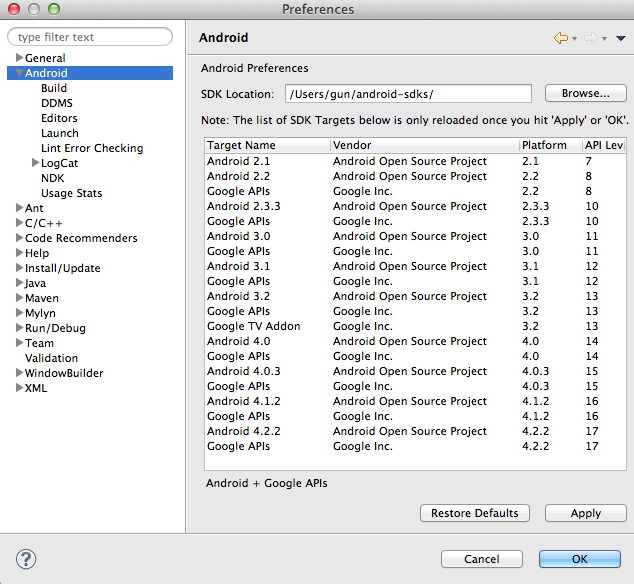 Preferences
type filter text
General
Android
Build
DDMS
Editors
Launch
Lint Error Checking
LogCat
NDK
Usage Stats
Ant
C/C++
Code Recommenders
Help
Install/Update
Java
Maven
Mylyn
Run/Debug
Team
Validation
WindowBuilder
XML
Android
Android Preferences
SDK Location: /Users/gun/android-sdks/ Browse...
Note: The list of SDK Targets below is only reloaded once you hit 'Apply' or 'OK'.
Target Name Vendor Platform API Lev
Android 2.1 Android Open Source Project 2.1 7
Android 2.2 Android Open Source Project 2.2 8
Google APIs Google Inc. 2.2 8
Android 2.3.3 Android Open Source Project 2.3.3 10
Google APIs Google Inc. 2.3.3 10
Android 3.0 Android Open Source Project 3.0 11
Google APIs Google Inc. 3.0 11
Android 3.1 Android Open Source Project 3.1 12
Google APIs Google Inc. 3.1 12
Android 3.2 Android Open Source Project 3.2 13
Google APIs Google Inc. 3.2 13
Google TV Addon Google Inc. 3.2 13
Android 4.0 Android Open Source Project 4.0 14
Google APIs Google Inc. 4.0 14
Android 4.0.3 Android Open Source Project 4.0.3 15
Google APIs Google Inc. 4.0.3 15
Android 4.1.2 Android Open Source Project 4.1.2 16
Google APIs Google Inc. 4.1.2 16
Android 4.2.2 Android Open Source Project 4.2.2 17
Google APIs Google Inc. 4.2.2 17
Android + Google APIs
Restore Defaults Apply
? Cancel OK